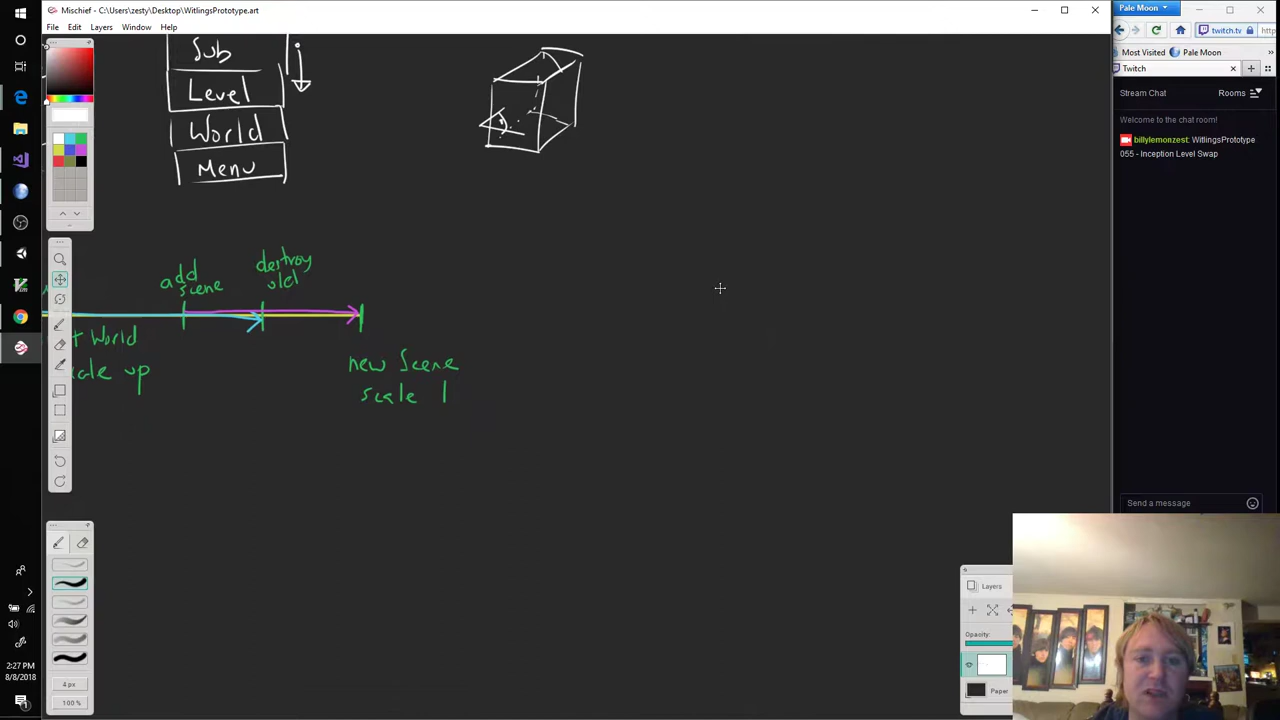 Mischief - C:\Users\zesty\Desktop\WitlingsPrototype.art
File Edit Layers Window Help
Pale Moon
twitch.tv
Most Visited Pale Moon
Twitch
Stream Chat Rooms
Welcome to the chat room!
billylemonzest: WitlingsPrototype
055 - Inception Level Swap
Send a message
Sub
Level
World
Menu
add
scene
destroy
old
World
up
new Scene
scale 1
Layers
Opacity:
Paper
4 px
100 %
2:27 PM
8/8/2018